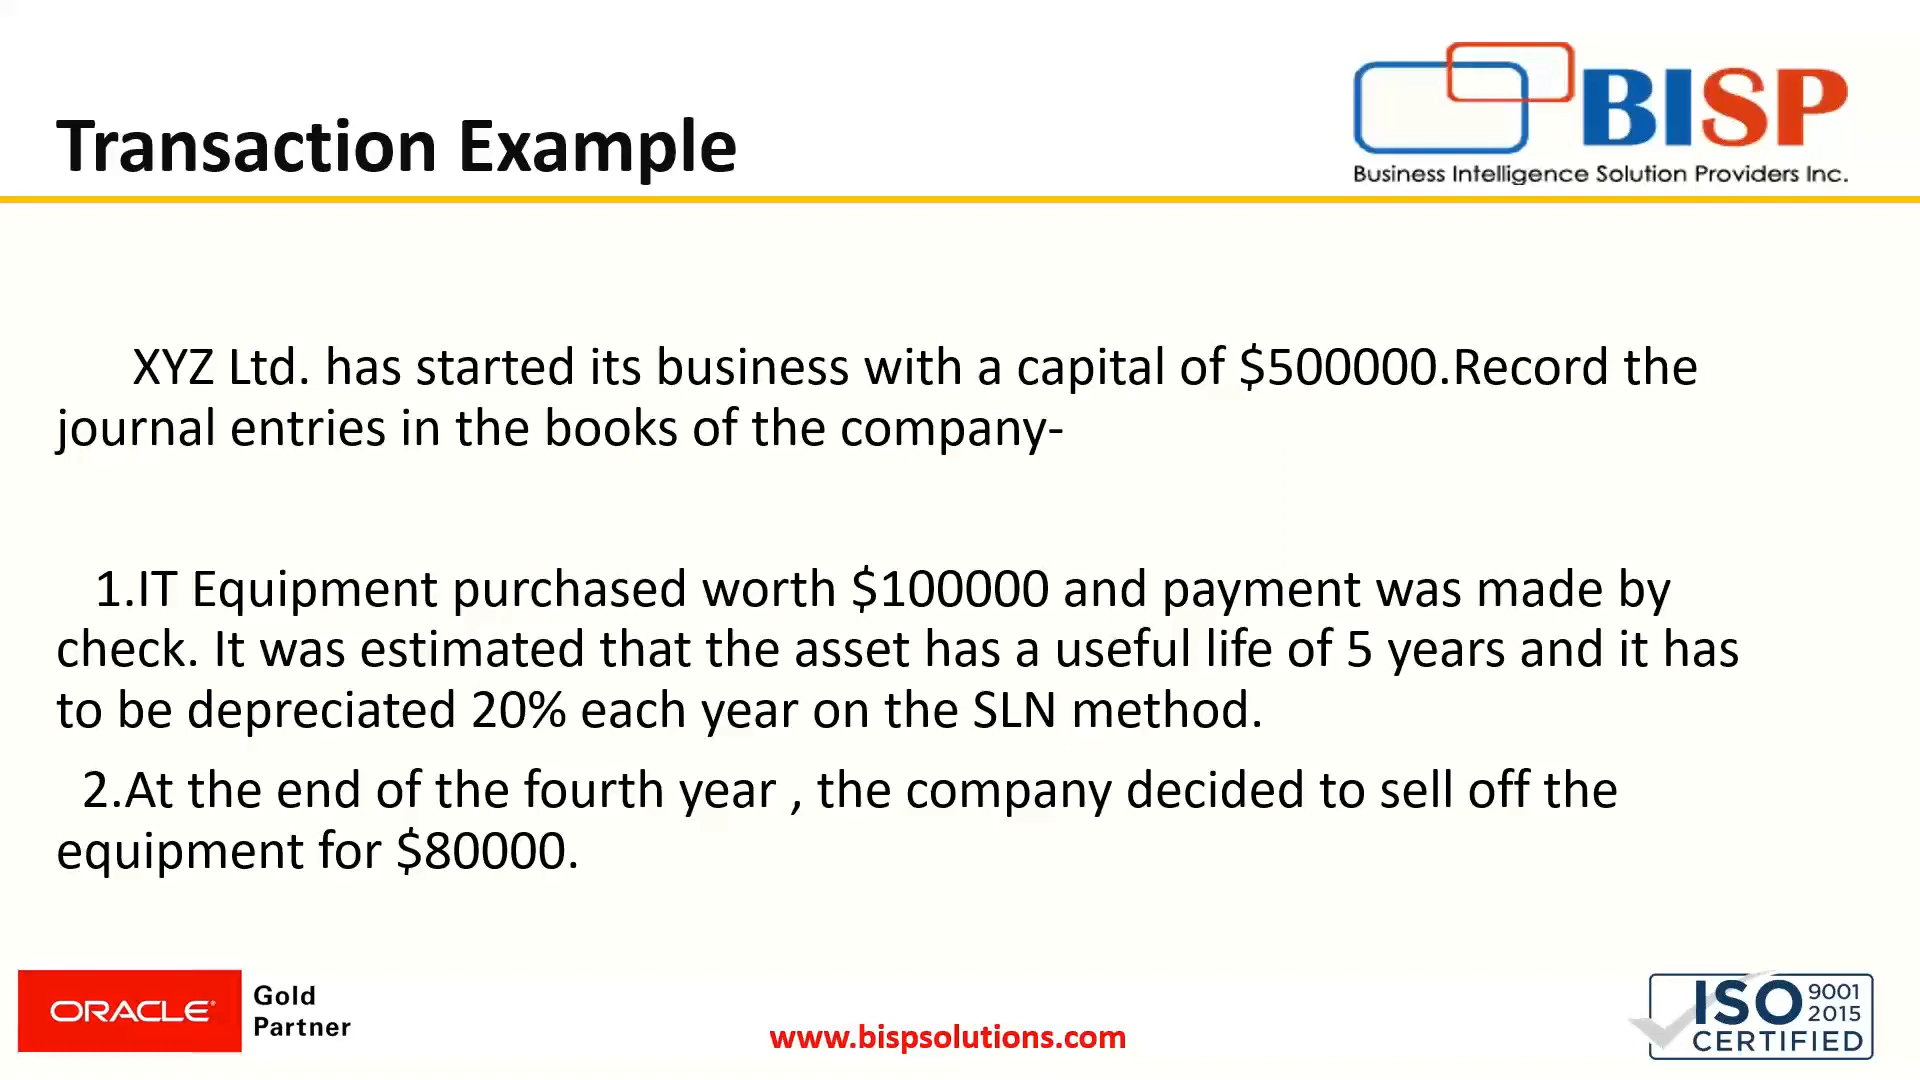 BISP
Business Intelligence Solution Providers Inc.
Transaction Example
XYZ Ltd. has started its business with a capital of $500000.Record the
journal entries in the books of the company-
1.IT Equipment purchased worth $100000 and payment was made by
check. It was estimated that the asset has a useful life of 5 years and it has
to be depreciated 20% each year on the SLN method.
2.At the end of the fourth year , the company decided to sell off the
equipment for $80000.
ORACLE®
Gold
Partner
www.bispsolutions.com
ISO 9001
2015
CERTIFIED